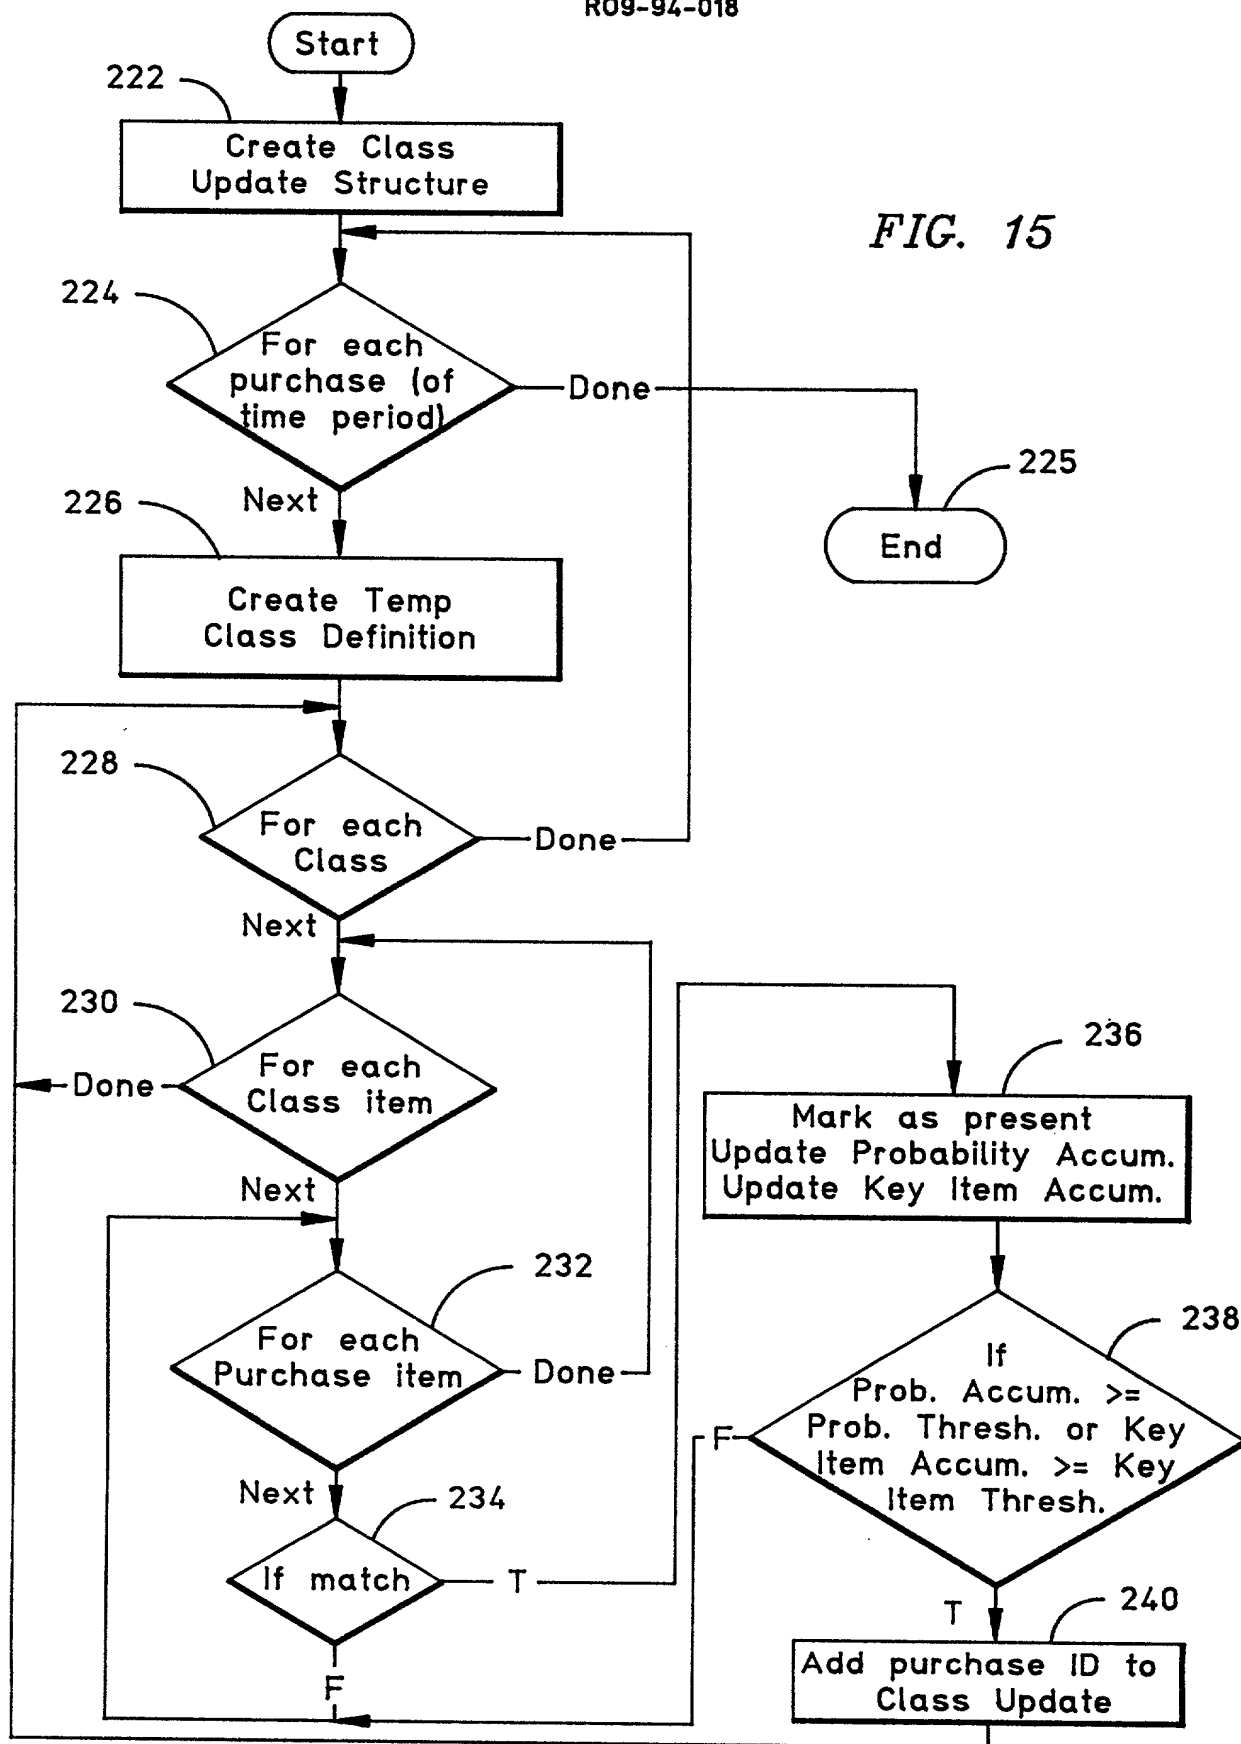 R09-94-018
Start
222
Create Class
Update Structure
FIG. 15
224
For each
purchase (of
time period)
Done
225
End
Next
226
Create Temp
Class Definition
228
For each
Class
Done
Next
230
For each
Class item
Done
Next
232
For each
Purchase item
Done
Next
234
If match
T
F
236
Mark as present
Update Probability Accum.
Update Key Item Accum.
238
If
Prob. Accum. >=
Prob. Thresh. or Key
Item Accum. >= Key
Item Thresh.
F
T
240
Add purchase ID to
Class Update